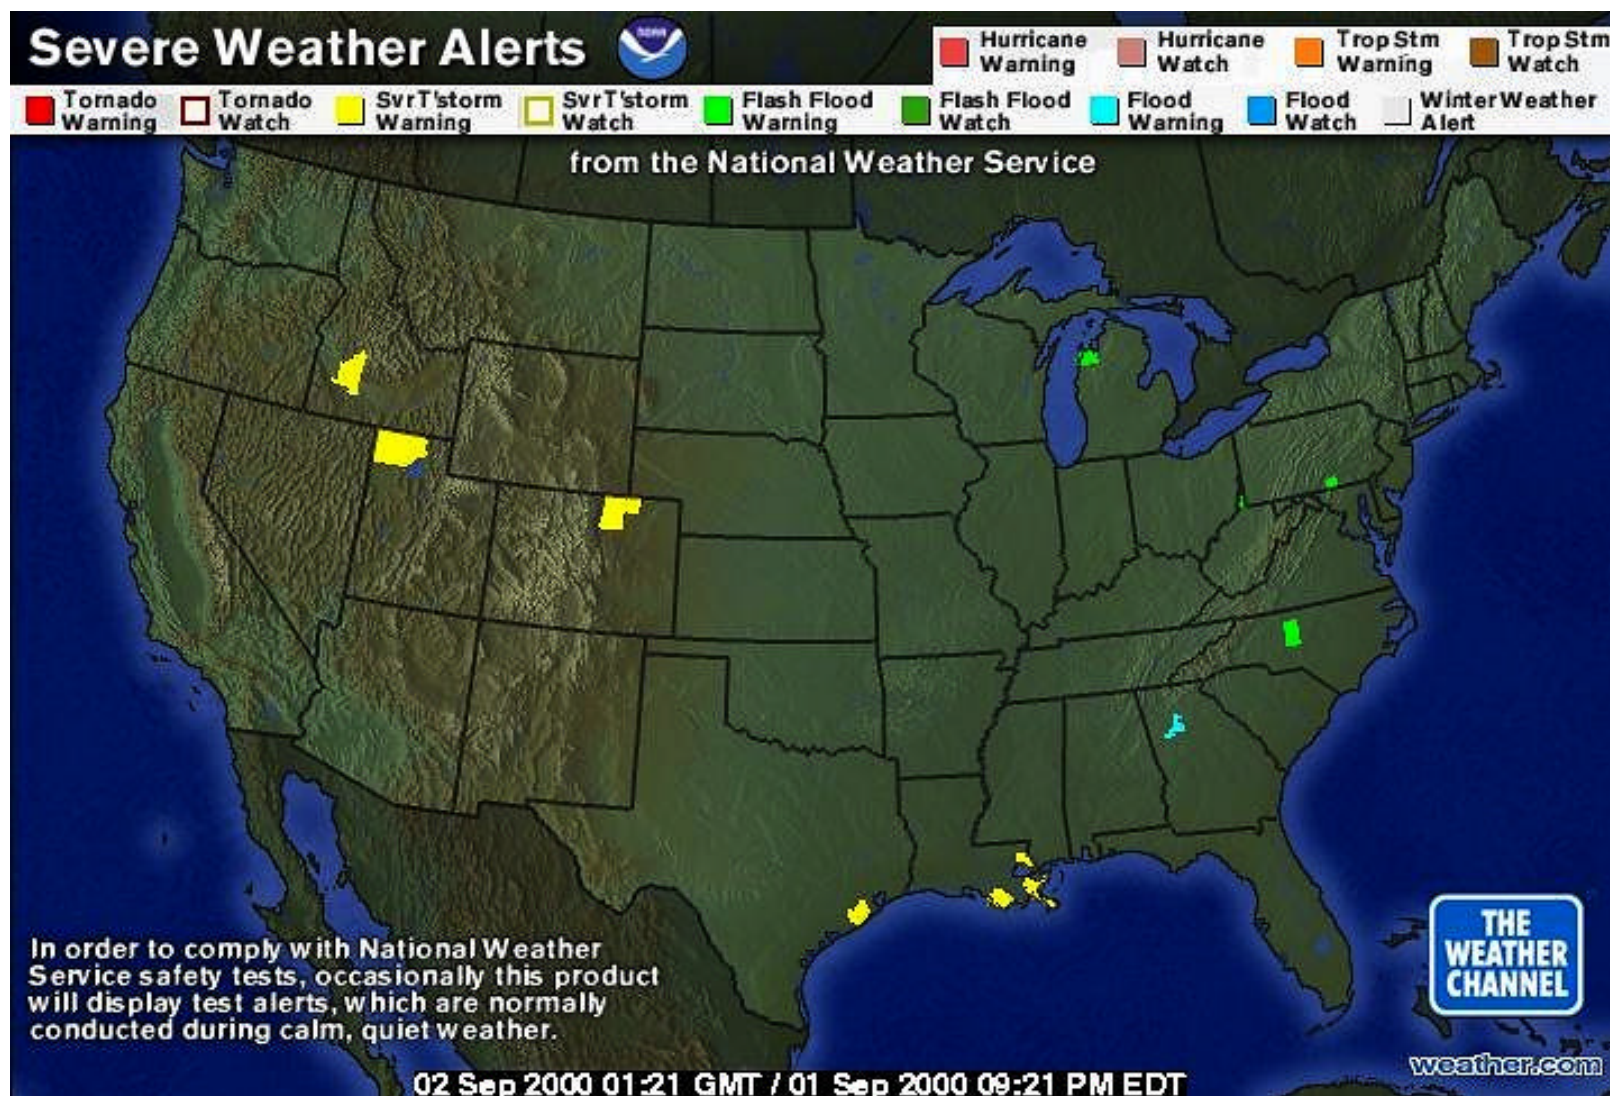 Severe Weather Alerts
NOAA
Hurricane Warning
Hurricane Watch
Trop Stm Warning
Trop Stm Watch
Tornado Warning
Tornado Watch
Svr T'storm Warning
Svr T'storm Watch
Flash Flood Warning
Flash Flood Watch
Flood Warning
Flood Watch
Winter Weather Alert
from the National Weather Service
In order to comply with National Weather
Service safety tests, occasionally this product
will display test alerts, which are normally
conducted during calm, quiet weather.
THE
WEATHER
CHANNEL
weather.com
02 Sep 2000 01:21 GMT / 01 Sep 2000 09:21 PM EDT